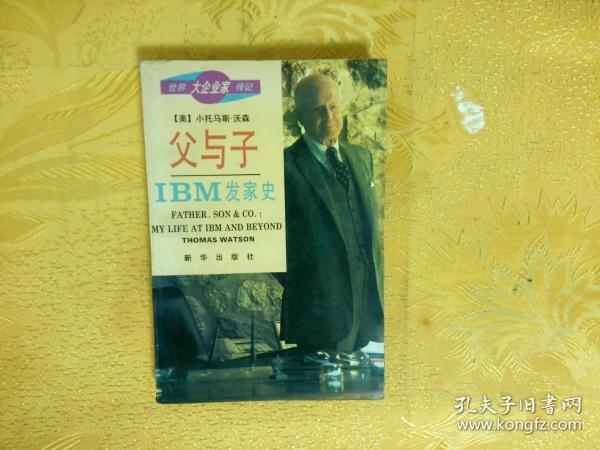 世界 大企业家 传记
【美】小托马斯·沃森
父与子
IBM发家史
FATHER, SON & CO.:
MY LIFE AT IBM AND BEYOND
THOMAS WATSON
新华出版社
孔夫子旧书网
www.kongfz.com